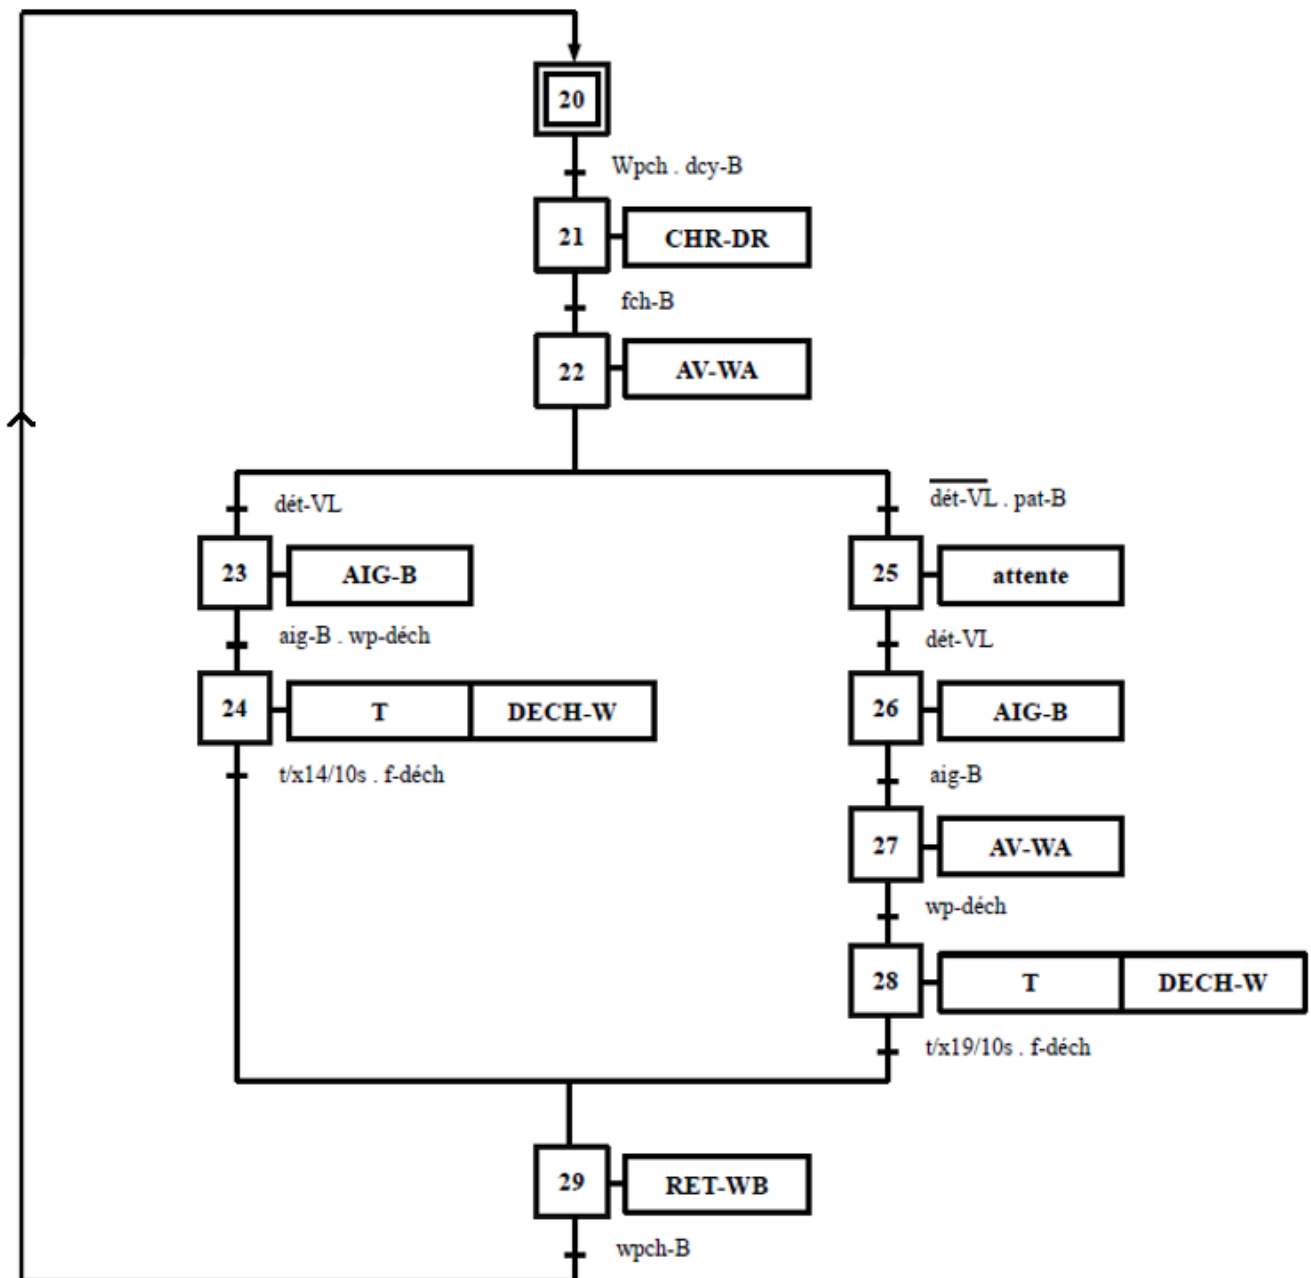 20
Wpch . dcy-B
21 CHR-DR
fch-B
22 AV-WA
dét-VL
dét-VL . pat-B
23 AIG-B
25 attente
aig-B . wp-déch
dét-VL
24 T DECH-W
26 AIG-B
t/x14/10s . f-déch
aig-B
27 AV-WA
wp-déch
28 T DECH-W
t/x19/10s . f-déch
29 RET-WB
wpch-B